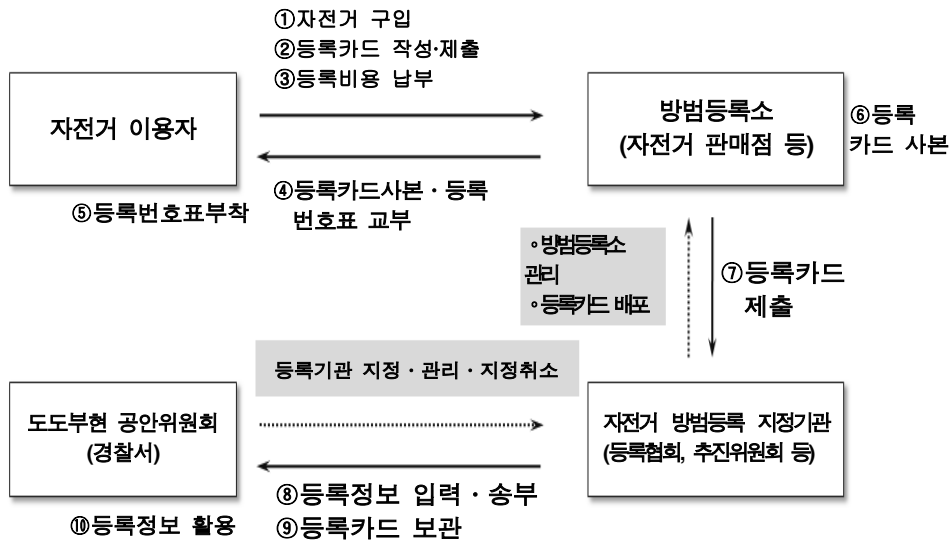 ①자전거 구입
②등록카드 작성·제출
③등록비용 납부
자전거 이용자
방범등록소
(자전거 판매점 등)
⑥등록
카드 사본
④등록카드사본·등록
번호표 교부
⑤등록번호표부착
◦방범등록소
관리
◦등록카드 배포
⑦등록카드
제출
등록기관 지정·관리·지정취소
도도부현 공안위원회
(경찰서)
자전거 방범등록 지정기관
(등록협회, 추진위원회 등)
⑧등록정보 입력·송부
⑨등록카드 보관
⑩등록정보 활용